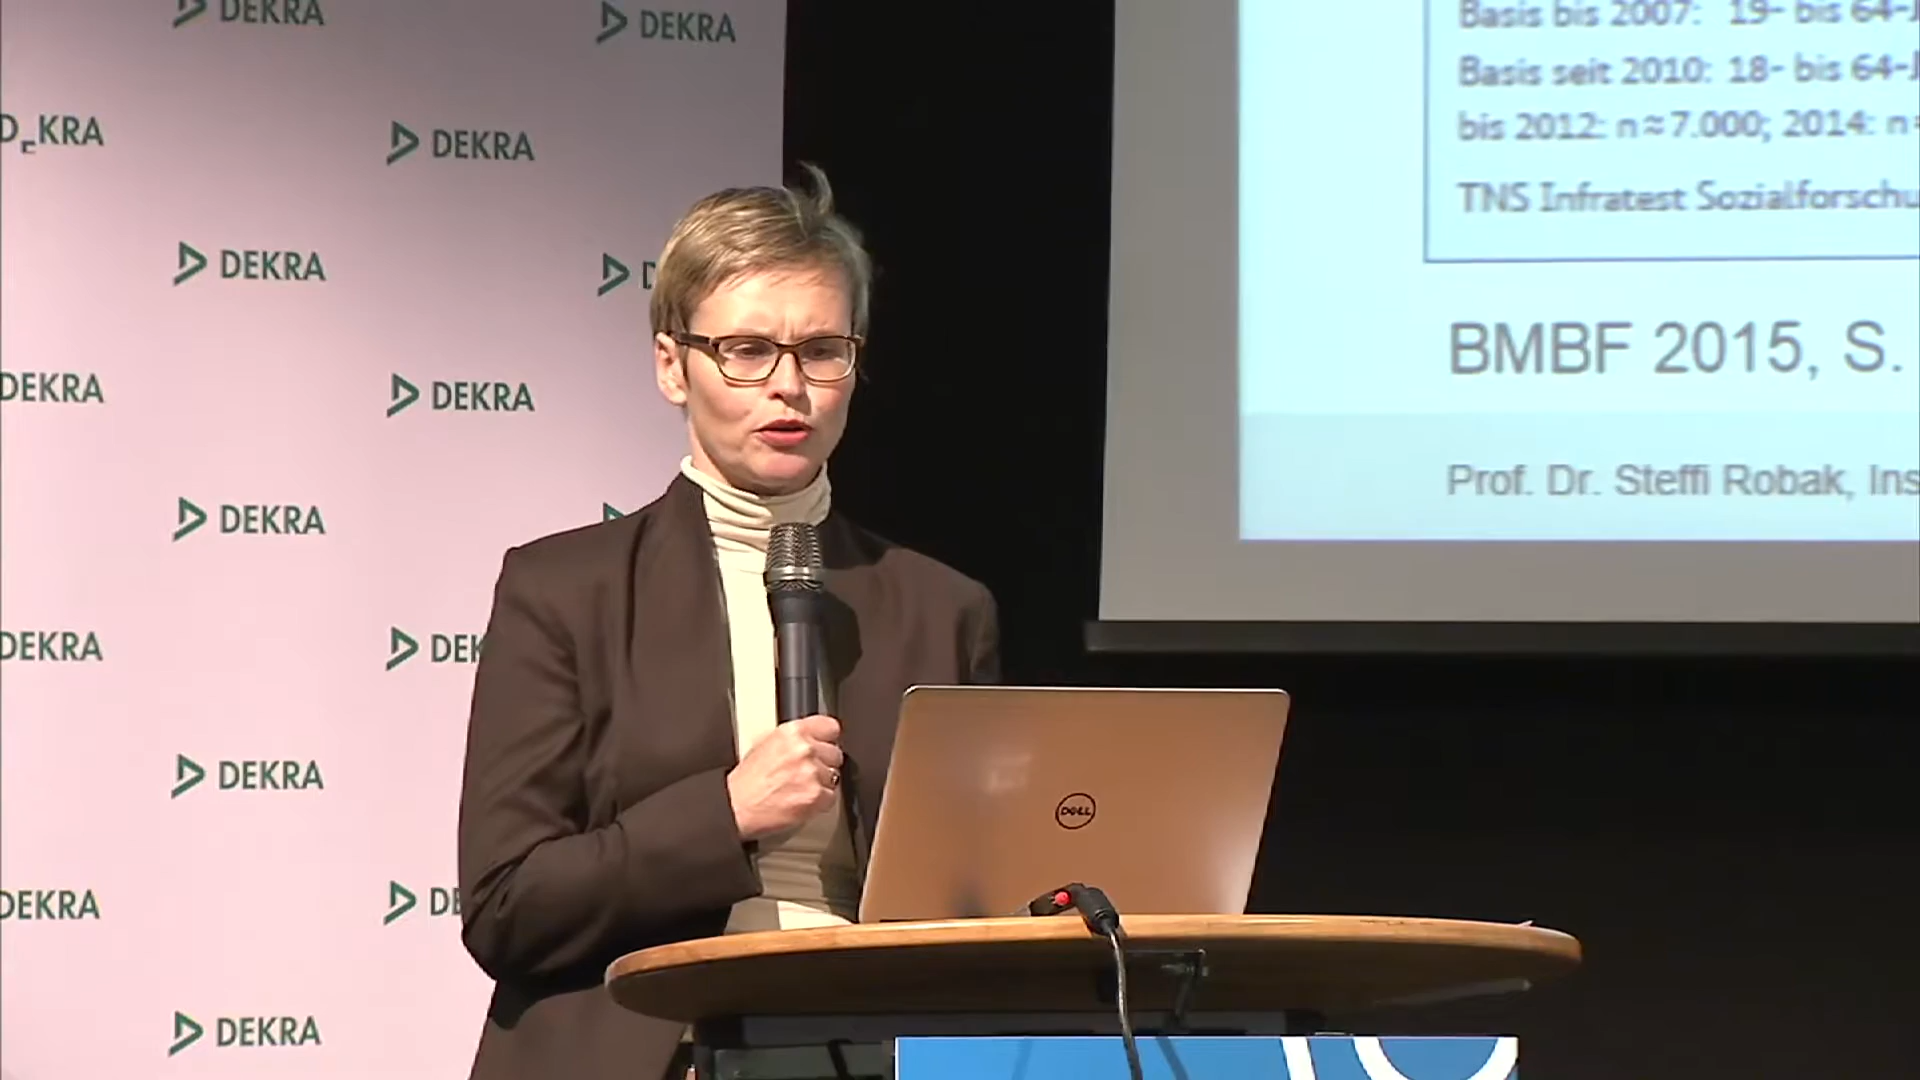 DEKRA
DEKRA
DEKRA
DEKRA
DEKRA
DEKRA
DEKRA
DEKRA
DEKRA
DEKRA
DEKRA
DEKRA
Basis bis 2007: 19- bis 64-J
Basis seit 2010: 18- bis 64-J
bis 2012: n≈7.000; 2014: n
TNS Infratest Sozialforschu
BMBF 2015, S.
Prof. Dr. Steffi Robak, Ins
DELL